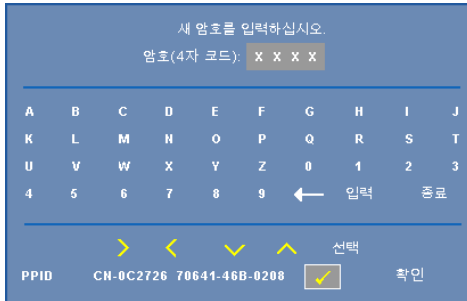 새 암호를 입력하십시오.
암호(4자 코드): X X X X
A B C D E F G H I J
K L M N O P Q R S T
U V W X Y Z 0 1 2 3
4 5 6 7 8 9 ← 입력 종료
> < ∨ ∧ 선택
PPID CN-0C2726 70641-46B-0208 ✓ 확인